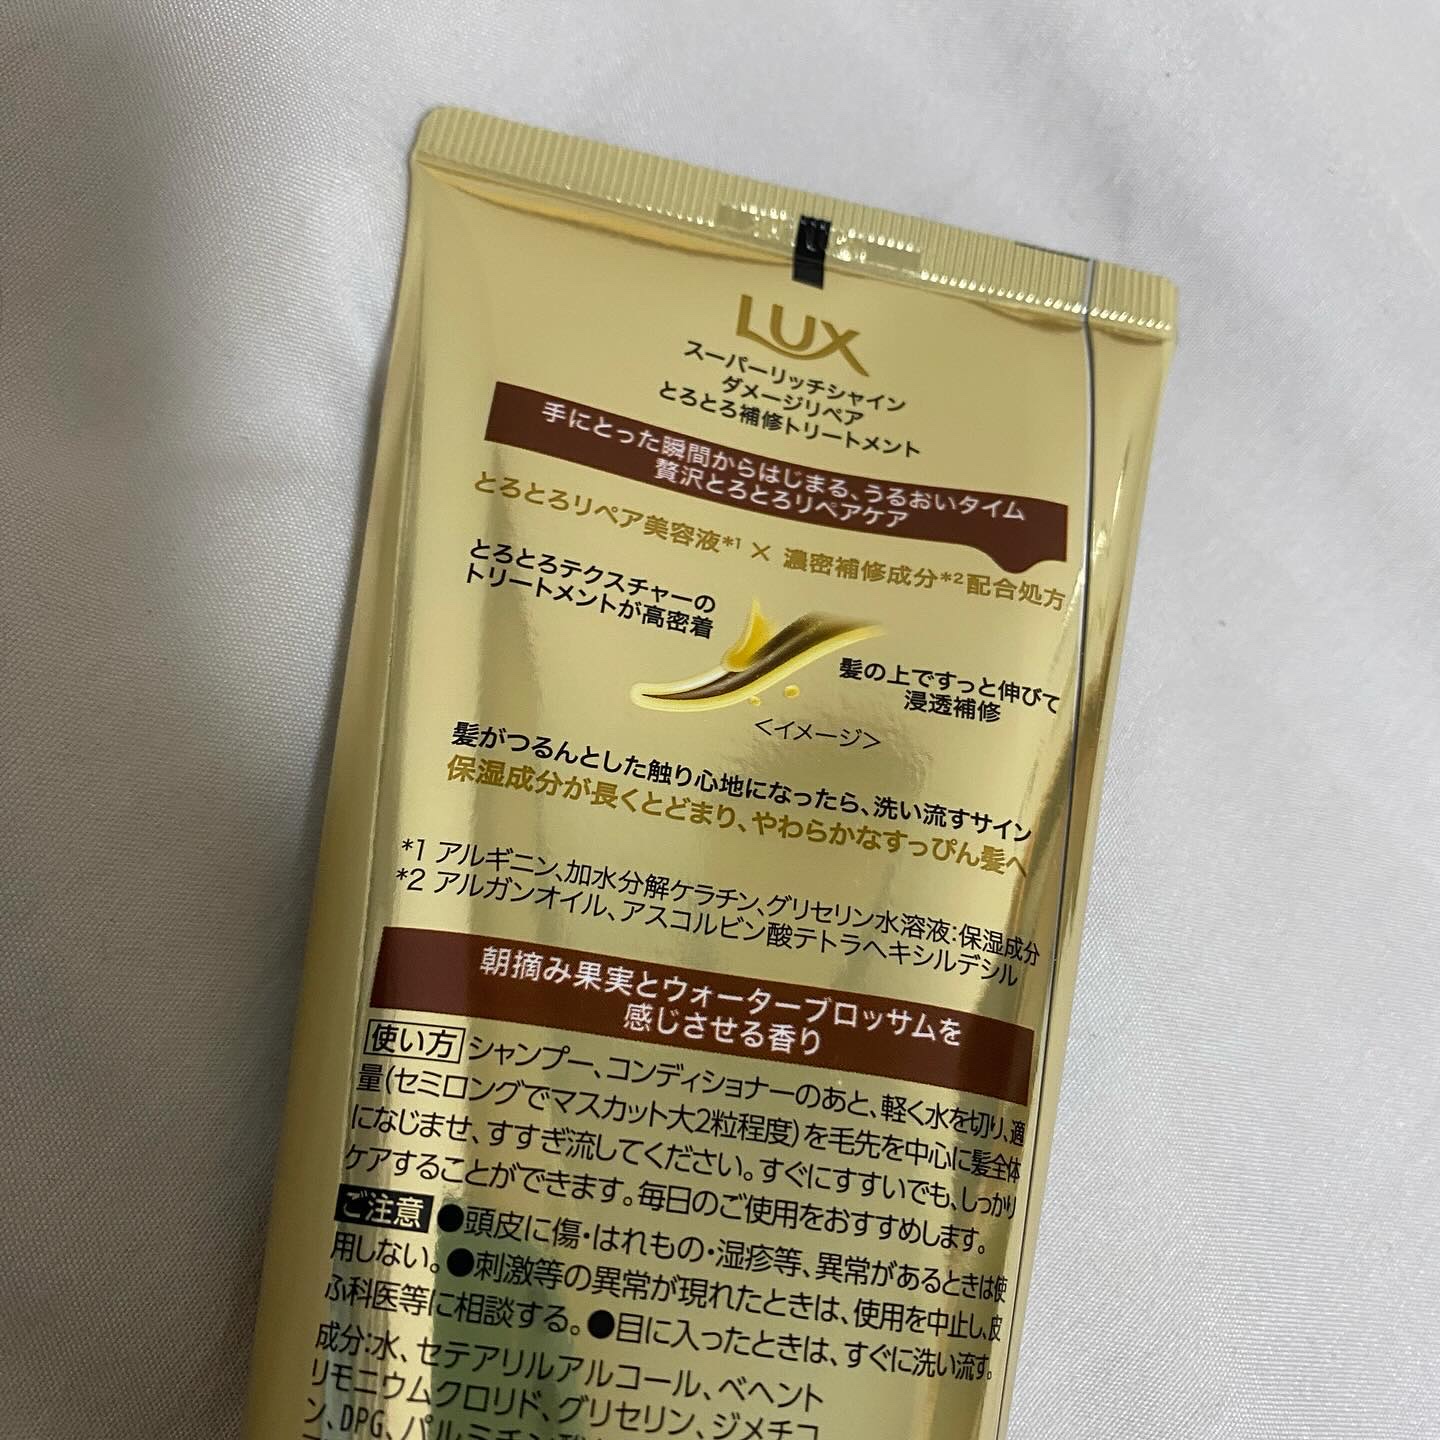 LUX
スーパーリッチシャイン
ダメージリペア
とろとろ補修トリートメント
手にとった瞬間からはじまる、うるおいタイム
贅沢とろとろリペアケア
とろとろリペア美容液*1 × 濃密補修成分*2配合処方
とろとろテクスチャーの
トリートメントが高密着
髪の上ですっと伸びて
浸透補修
<イメージ>
髪がつるんとした触り心地になったら、洗い流すサイン
保湿成分が長くとどまり、やわらかなすっぴん髪へ
*1 アルギニン、加水分解ケラチン、グリセリン水溶液:保湿成分
*2 アルガンオイル、アスコルビン酸テトラヘキシルデシル
朝摘み果実とウォーターブロッサムを
感じさせる香り
使い方 シャンプー、コンディショナーのあと、軽く水を切り、適
量(セミロングでマスカット大2粒程度)を毛先を中心に髪全体
になじませ、すすぎ流してください。すぐにすすいでも、しっかり
ケアすることができます。毎日のご使用をおすすめします。
ご注意 ●頭皮に傷・はれもの・湿疹等、異常があるときは使
用しない。●刺激等の異常が現れたときは、使用を中止し、皮
ふ科医等に相談する。●目に入ったときは、すぐに洗い流す。
成分:水、セテアリルアルコール、ベヘント
リモニウムクロリド、グリセリン、ジメチコ
ン、DPG、パルミチン酸